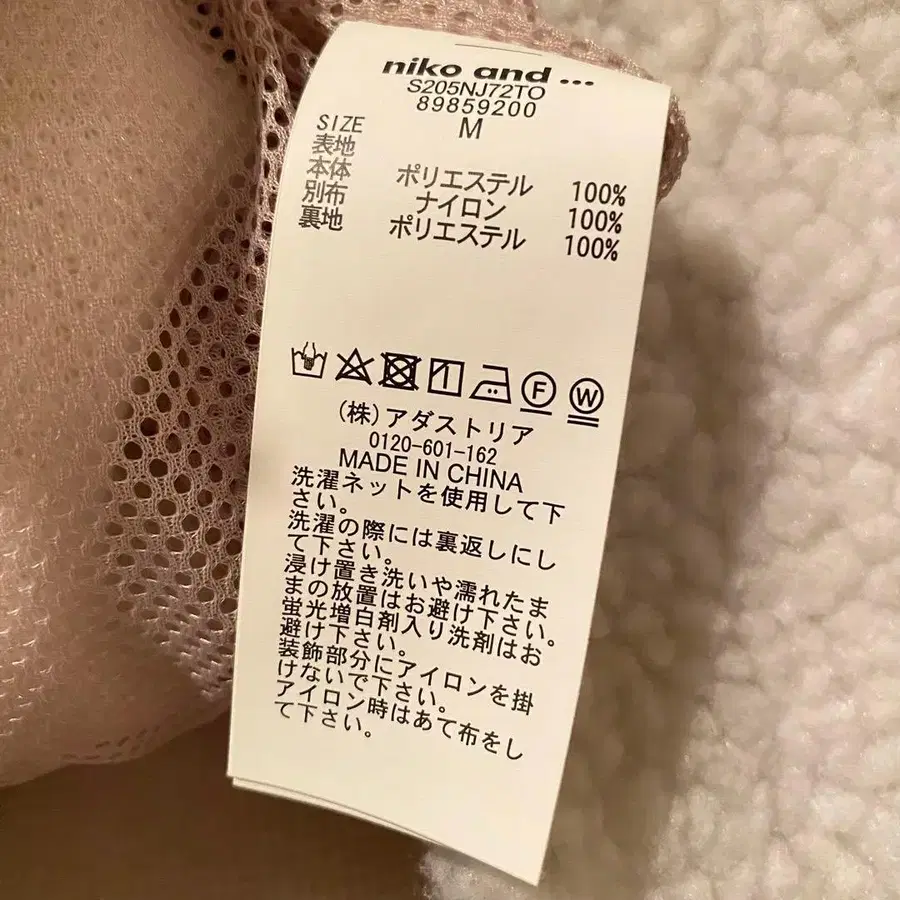 niko and ...
S205NJ72TO
89859200
SIZE M
表地
本体 ポリエステル 100%
別布 ナイロン 100%
裏地 ポリエステル 100%
F W
(株)アダストリア
0120-601-162
MADE IN CHINA
洗濯ネットを使用して下
さい。
洗濯の際には裏返しにし
て下さい。
浸け置き洗いや濡れたま
まの放置はお避け下さい。
蛍光増白剤入り洗剤はお
避け下さい。
装飾部分にアイロンを掛
けないで下さい。
アイロン時はあて布をし
て下さい。